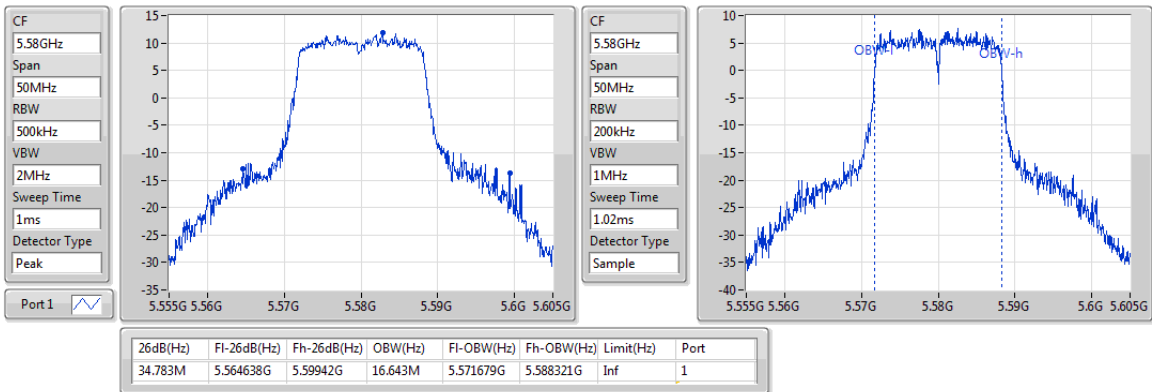 CF
5.58GHz
Span
50MHz
RBW
500kHz
VBW
2MHz
Sweep Time
1ms
Detector Type
Peak
Port 1
15-
10-
5-
0-
-5-
-10-
-15-
-20-
-25-
-30-
-35-
5.555G 5.56G 5.57G 5.58G 5.59G 5.6G 5.605G
CF
5.58GHz
Span
50MHz
RBW
200kHz
VBW
1MHz
Sweep Time
1.02ms
Detector Type
Sample
15-
10-
5-
0-
-5-
-10-
-15-
-20-
-25-
-30-
-35-
-40-
OBW-l OBW-h
5.555G 5.56G 5.57G 5.58G 5.59G 5.6G 5.605G
26dB(Hz) Fl-26dB(Hz) Fh-26dB(Hz) OBW(Hz) Fl-OBW(Hz) Fh-OBW(Hz) Limit(Hz) Port
34.783M 5.564638G 5.59942G 16.643M 5.571679G 5.588321G Inf 1